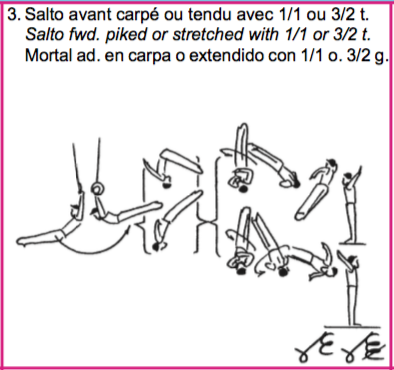 3. Salto avant carpé ou tendu avec 1/1 ou 3/2 t.
Salto fwd. piked or stretched with 1/1 or 3/2 t.
Mortal ad. en carpa o extendido con 1/1 o. 3/2 g.